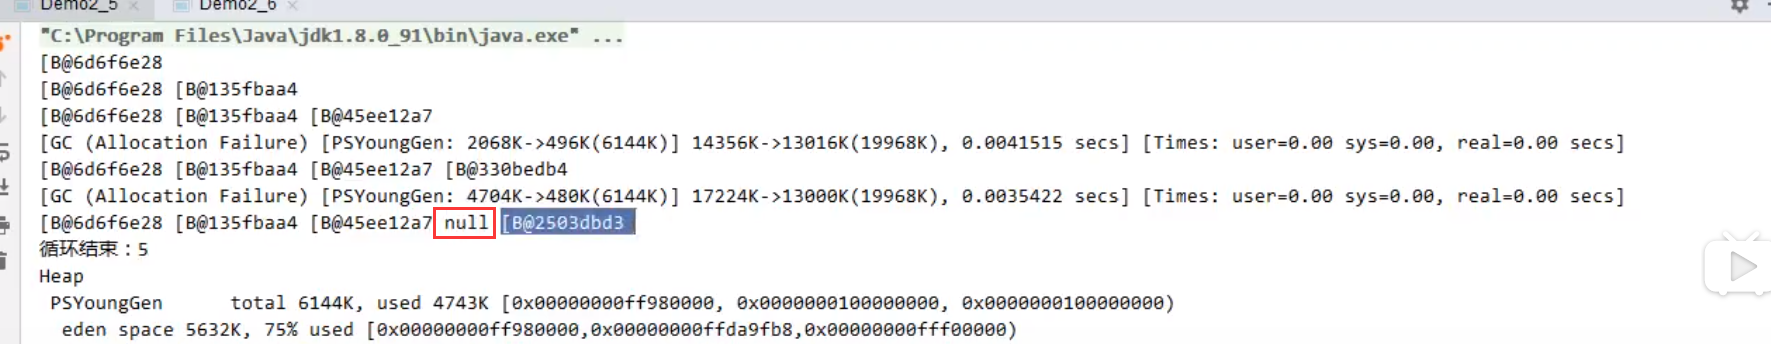 Demo2_5 × Demo2_6 ×
"C:\Program Files\Java\jdk1.8.0_91\bin\java.exe" ...
[B@6d6f6e28
[B@6d6f6e28 [B@135fbaa4
[B@6d6f6e28 [B@135fbaa4 [B@45ee12a7
[GC (Allocation Failure) [PSYoungGen: 2068K->496K(6144K)] 14356K->13016K(19968K), 0.0041515 secs] [Times: user=0.00 sys=0.00, real=0.00 secs]
[B@6d6f6e28 [B@135fbaa4 [B@45ee12a7 [B@330bedb4
[GC (Allocation Failure) [PSYoungGen: 4704K->480K(6144K)] 17224K->13000K(19968K), 0.0035422 secs] [Times: user=0.00 sys=0.00, real=0.00 secs]
[B@6d6f6e28 [B@135fbaa4 [B@45ee12a7 null [B@2503dbd3
循环结束：5
Heap
 PSYoungGen      total 6144K, used 4743K [0x00000000ff980000, 0x0000000100000000, 0x0000000100000000)
  eden space 5632K, 75% used [0x00000000ff980000,0x00000000ffda9fb8,0x00000000fff00000)